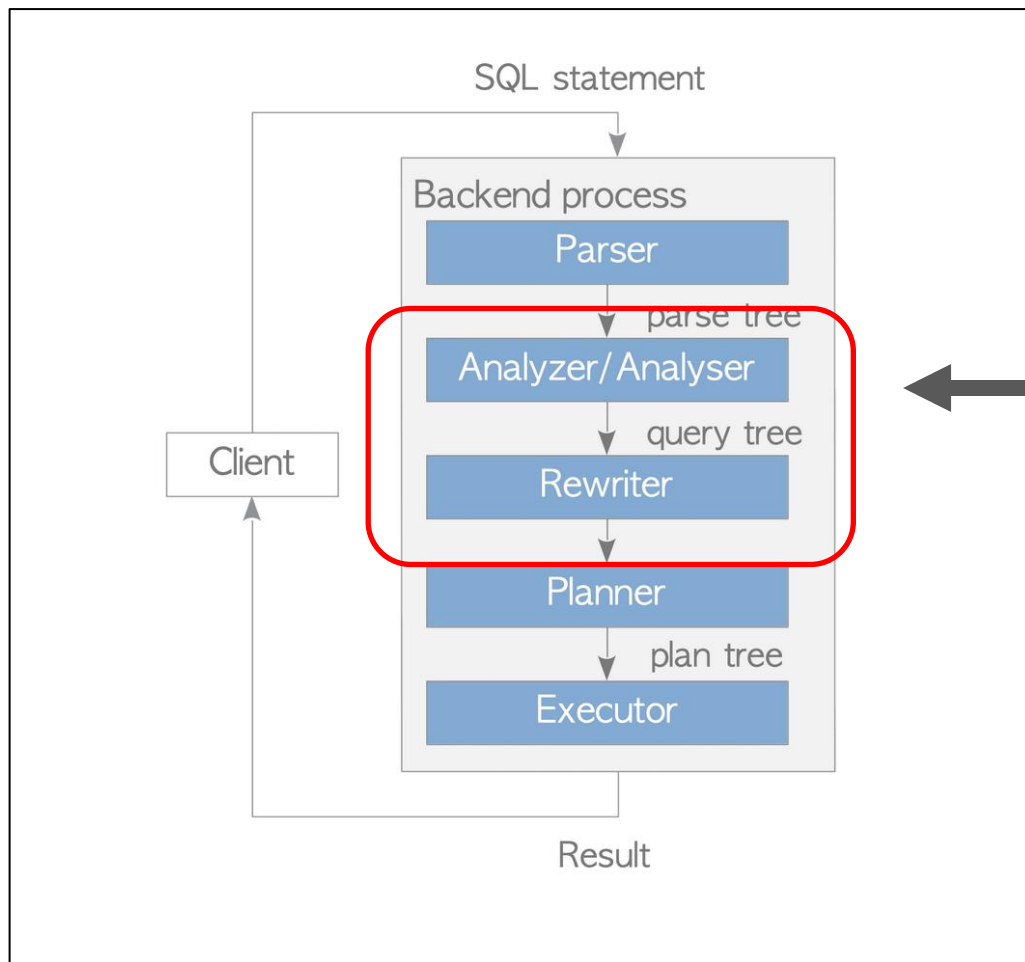 SQL statement
Backend process
Parser
parse tree
Analyzer/Analyser
query tree
Client
Rewriter
Planner
plan tree
Executor
Result